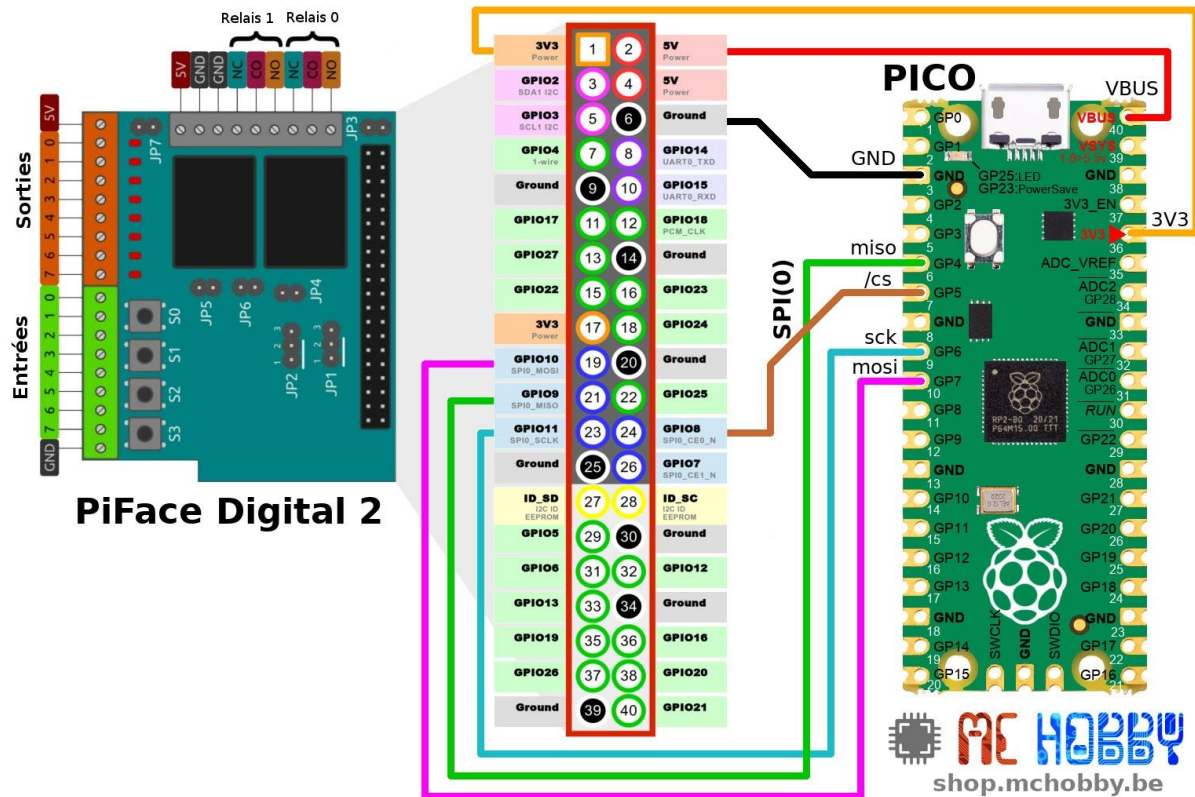 Relais 1 Relais 0
5V GND GND NC CO NO NC CO NO
Sorties
5V
0
1
2
3
4
5
6
7
Entrées
0
1
2
3
4
5
6
7
GND
JP7
JP3
JP5
JP6
JP4
S0
S1
S2
S3
1 2 3
JP2
1 2 3
JP1
PiFace Digital 2
3V3 1 2 5V
Power Power
GPIO2 3 4 5V
SDA1 I2C Power
GPIO3 5 6 Ground
SCL1 I2C
GPIO4 7 8 GPIO14
1-wire UART0_TXD
Ground 9 10 GPIO15
UART0_RXD
GPIO17 11 12 GPIO18
PCM_CLK
GPIO27 13 14 Ground
GPIO22 15 16 GPIO23
3V3 17 18 GPIO24
Power
GPIO10 19 20 Ground
SPI0_MOSI
GPIO9 21 22 GPIO25
SPI0_MISO
GPIO11 23 24 GPIO8
SPI0_SCLK SPI0_CE0_N
Ground 25 26 GPIO7
SPI0_CE1_N
ID_SD 27 28 ID_SC
I2C ID I2C ID
EEPROM EEPROM
GPIO5 29 30 Ground
GPIO6 31 32 GPIO12
GPIO13 33 34 Ground
GPIO19 35 36 GPIO16
GPIO26 37 38 GPIO20
Ground 39 40 GPIO21
GND
miso
/cs
SPI(0)
sck
mosi
PICO
VBUS
3V3
GP0 VBUS
1 40
GP1 VSYS
2 1.8>5.5v 39
GND GP25:LED GND
3 GP23:PowerSave 38
GP2 3V3_EN
4 37
GP3 3V3
5 36
GP4 ADC_VREF
6 35
GP5 ADC2
7 GP28 34
GND GND
8 33
GP6 ADC1
9 GP27 32
GP7 ADC0
10 GP26 31
GP8 RUN
11 30
GP9 GP22
12 29
GND GND
13 28
GP10 GP21
14 27
GP11 GP20
15 26
GP12 GP19
16 25
GP13 GP18
17 24
GND GND
18 23
GP14 GP17
19 22
GP15 GP16
20 21
RP2-B0 20/21
P64M15.00 TTT
SWCLK
GND
SWDIO
MC HOBBY
shop.mchobby.be